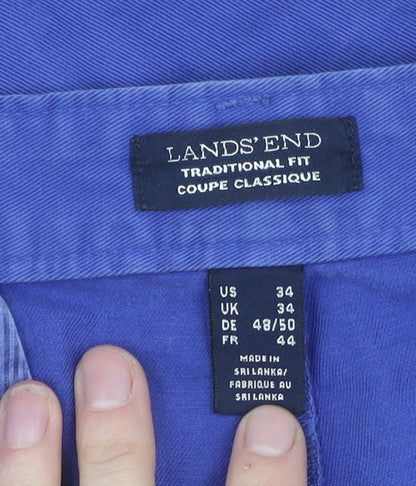 LANDS' END
TRADITIONAL FIT
COUPE CLASSIQUE
US 34
UK 34
DE 48/50
FR 44
MADE IN
SRI LANKA/
FABRIQUE AU
SRI LANKA